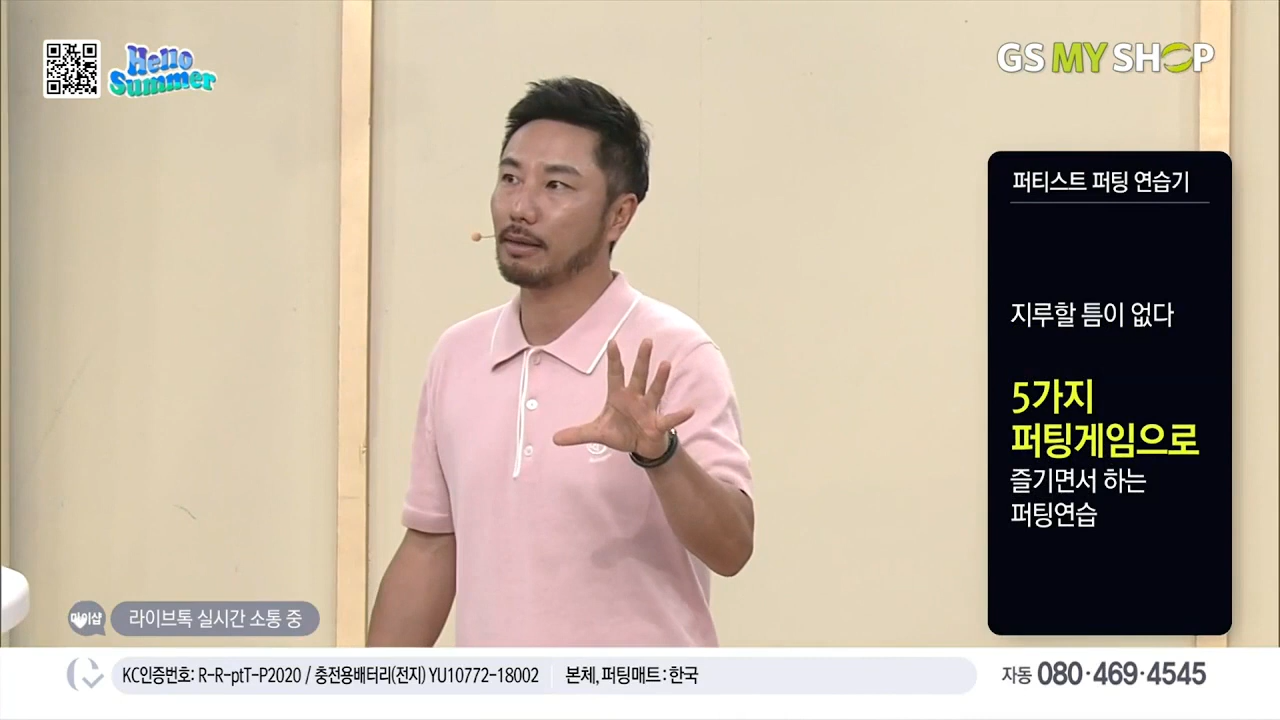 Hello
Summer
GS MY SHOP
퍼티스트 퍼팅 연습기
지루할 틈이 없다
5가지
퍼팅게임으로
즐기면서 하는
퍼팅연습
마이샵
라이브톡 실시간 소통 중
KC인증번호: R-R-ptT-P2020 / 충전용배터리(전지) YU10772-18002 본체, 퍼팅매트 : 한국
자동 080·469·4545